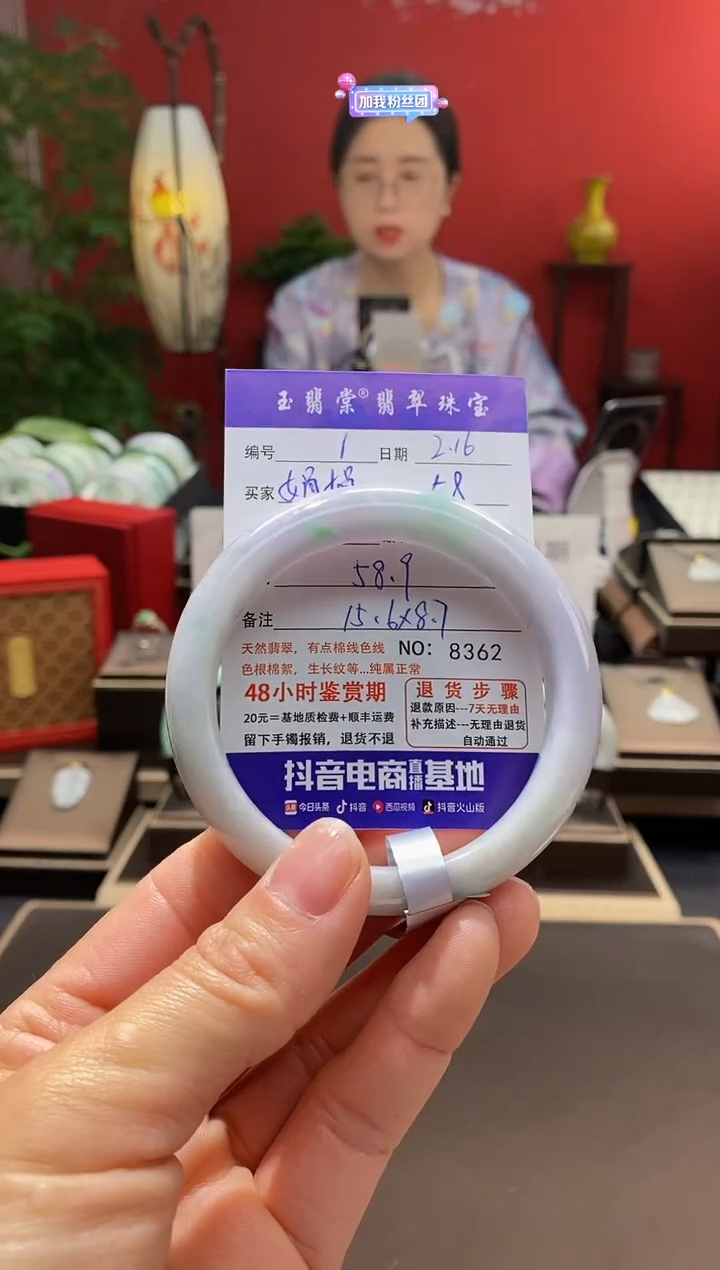 加我粉丝团
玉翡棠®翡翠珠宝
编号 1 日期 2.16
买家 58
58.9
备注 15.6x8.7
天然翡翠，有点棉线色线 NO： 8362
色根棉絮，生长纹等...纯属正常
48小时鉴赏期
20元＝基地质检费+顺丰运费
留下手镯报销，退货不退
退货步骤
退款原因---7天无理由
补充描述---无理由退货
自动通过
抖音电商直播基地
头条 今日头条 抖音 西瓜视频 抖音火山版